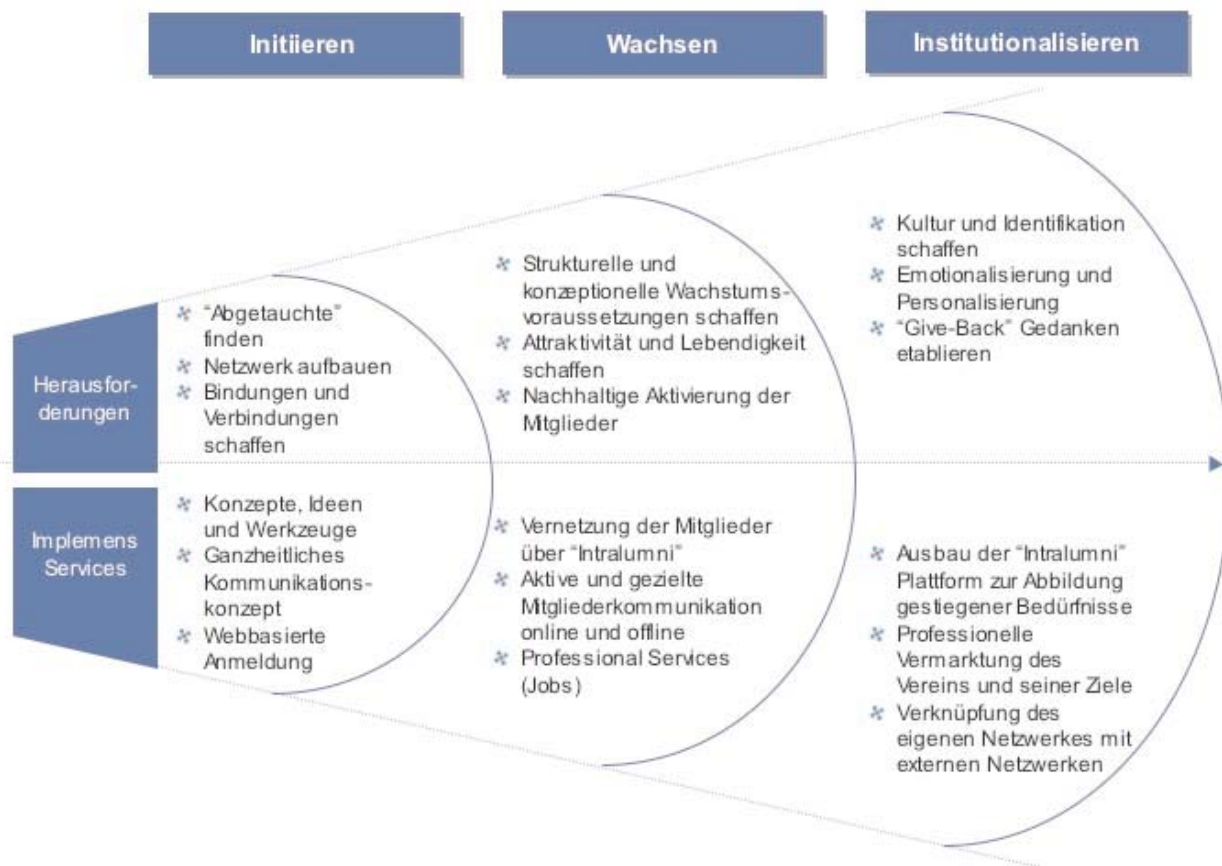 Initiieren
Wachsen
Institutionalisieren
Herausfor-
derungen
“Abgetauchte”
finden
Netzwerk aufbauen
Bindungen und
Verbindungen
schaffen
Strukturelle und
konzeptionelle Wachstums-
voraussetzungen schaffen
Attraktivität und Lebendigkeit
schaffen
Nachhaltige Aktivierung der
Mitglieder
Kultur und Identifikation
schaffen
Emotionalisierung und
Personalisierung
“Give-Back” Gedanken
etablieren
Implemens
Services
Konzepte, Ideen
und Werkzeuge
Ganzheitliches
Kommunikations-
konzept
Webbasierte
Anmeldung
Vernetzung der Mitglieder
über “Intralumni”
Aktive und gezielte
Mitgliederkommunikation
online und offline
Professional Services
(Jobs)
Ausbau der “Intralumni”
Plattform zur Abbildung
gestiegener Bedürfnisse
Professionelle
Vermarktung des
Vereins und seiner Ziele
Verknüpfung des
eigenen Netzwerkes mit
externen Netzwerken